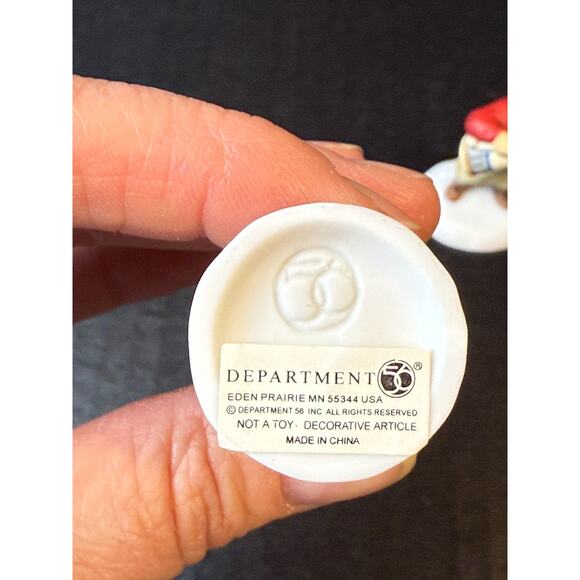 56
DEPARTMENT 56®
EDEN PRAIRIE MN 55344 USA
© DEPARTMENT 56 INC ALL RIGHTS RESERVED
NOT A TOY · DECORATIVE ARTICLE
MADE IN CHINA